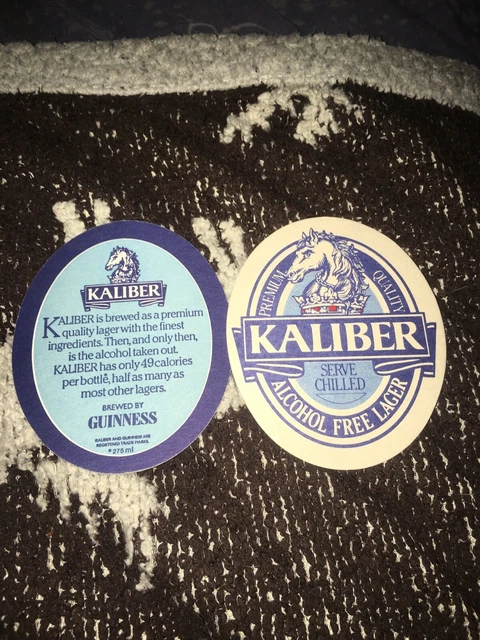 KALIBER
KALIBER is brewed as a premium
quality lager with the finest
ingredients. Then, and only then,
is the alcohol taken out.
KALIBER has only 49 calories
per bottle, half as many as
most other lagers.
BREWED BY
GUINNESS
KALIBER AND GUINNESS ARE
REGISTERED TRADE MARKS.
* 275 ml
PREMIUM QUALITY
KALIBER
SERVE
CHILLED
ALCOHOL FREE LAGER